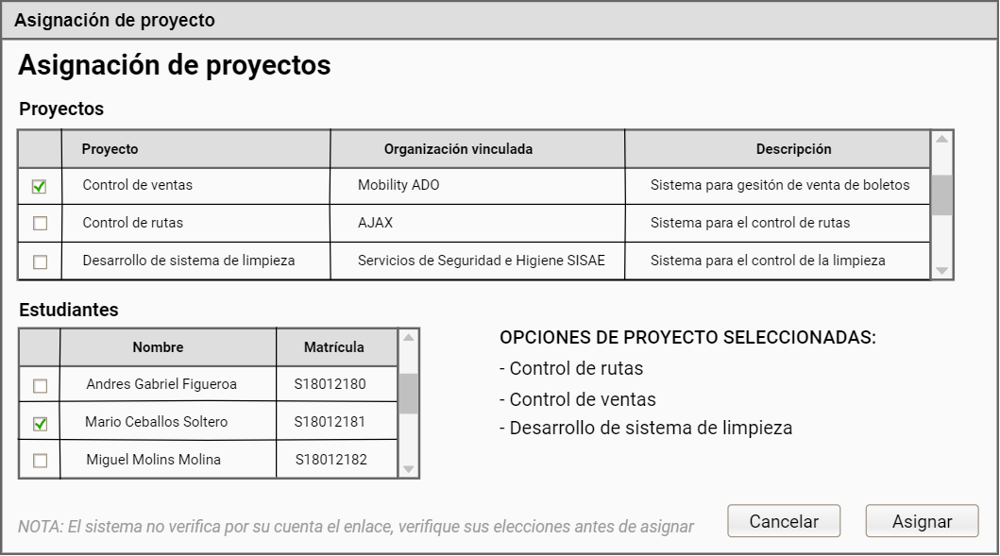 Asignación de proyecto
Asignación de proyectos
Proyectos
Proyecto Organización vinculada Descripción
Control de ventas Mobility ADO Sistema para gesitón de venta de boletos
Control de rutas AJAX Sistema para el control de rutas
Desarrollo de sistema de limpieza Servicios de Seguridad e Higiene SISAE Sistema para el control de la limpieza
Estudiantes
Nombre Matrícula
Andres Gabriel Figueroa S18012180
Mario Ceballos Soltero S18012181
Miguel Molins Molina S18012182
OPCIONES DE PROYECTO SELECCIONADAS:
- Control de rutas
- Control de ventas
- Desarrollo de sistema de limpieza
NOTA: El sistema no verifica por su cuenta el enlace, verifique sus elecciones antes de asignar
Cancelar Asignar